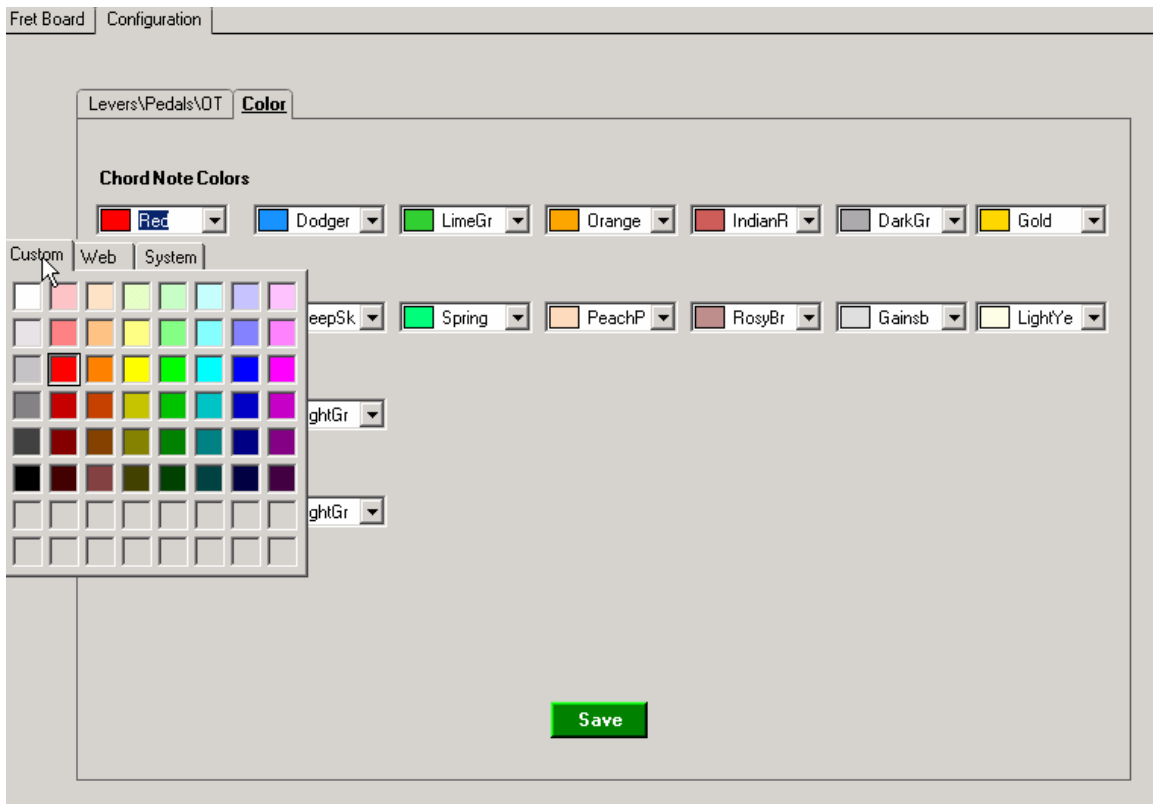 Fret Board Configuration
Levers\Pedals\OT Color
Chord Note Colors
Red Dodger LimeGr Orange IndianR DarkGr Gold
Custom Web System
eepSk Spring PeachP RosyBr Gainsb LightYe
ghtGr
ghtGr
Save